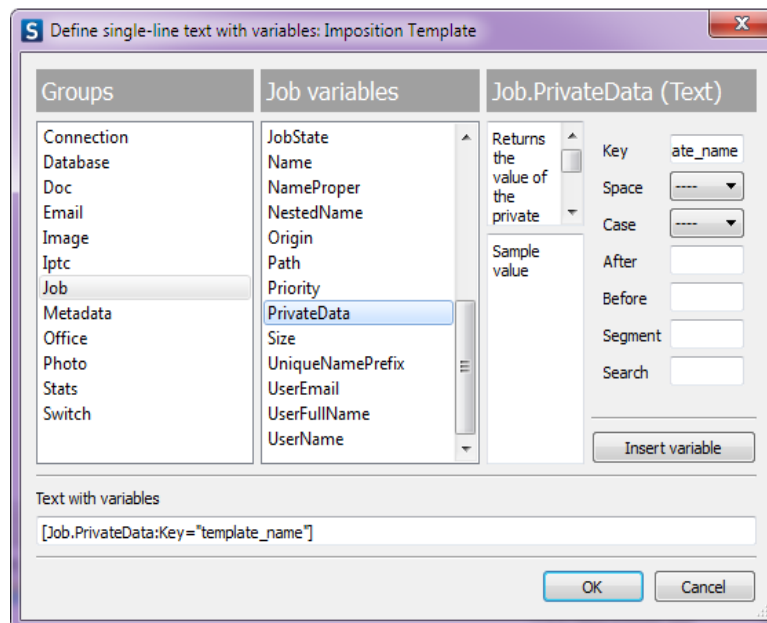 S Define single-line text with variables: Imposition Template
Groups
Job variables
Job.PrivateData (Text)
Connection
Database
Doc
Email
Image
Iptc
Job
Metadata
Office
Photo
Stats
Switch
JobState
Name
NameProper
NestedName
Origin
Path
Priority
PrivateData
Size
UniqueNamePrefix
UserEmail
UserFullName
UserName
Returns
the
value of
the
private
Sample
value
Key ate_name
Space ----
Case ----
After
Before
Segment
Search
Insert variable
Text with variables
[Job.PrivateData:Key="template_name"]
OK
Cancel